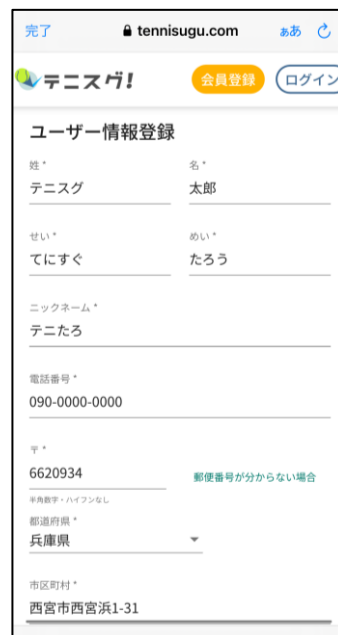 完了 tennisugu.com ぁあ
テニスグ! 会員登録 ログイン
ユーザー情報登録
姓 * 名 *
テニスグ 太郎
せい * めい *
てにすぐ たろう
ニックネーム *
テニたろ
電話番号 *
090-0000-0000
〒 *
6620934 郵便番号が分からない場合
半角数字・ハイフンなし
都道府県 *
兵庫県
市区町村 *
西宮市西宮浜1-31